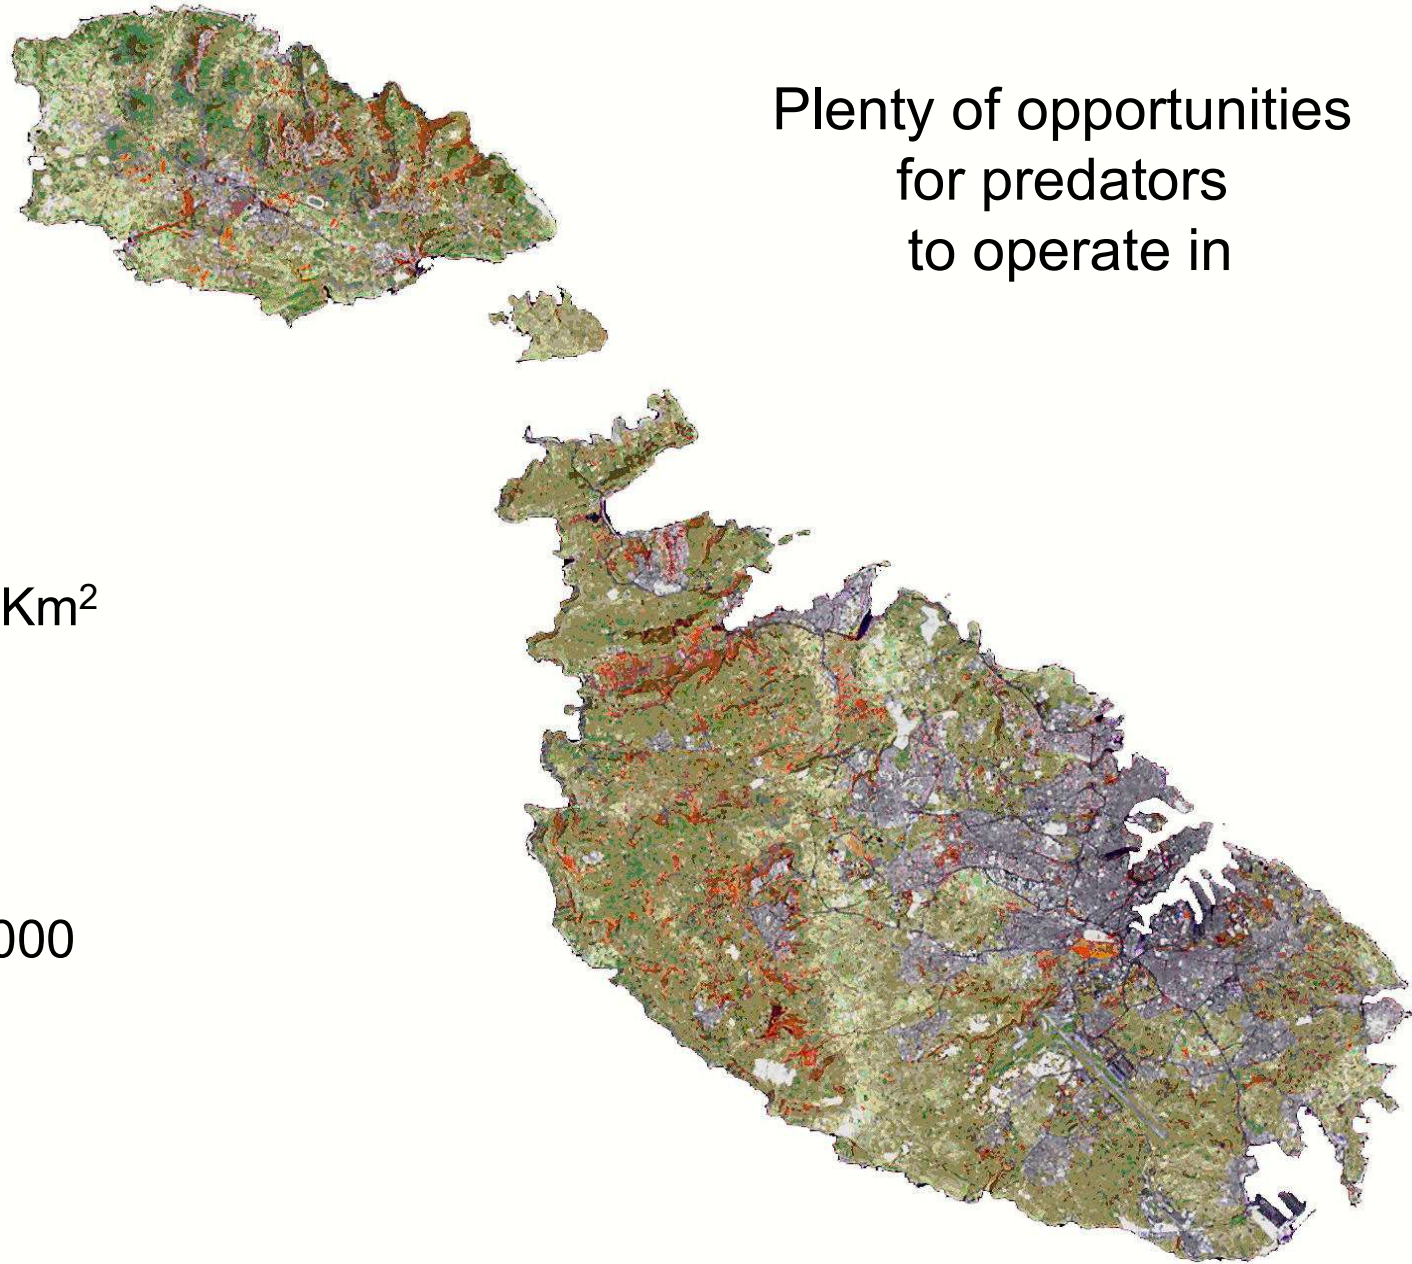 Plenty of opportunities
for predators
to operate in
Km²
000